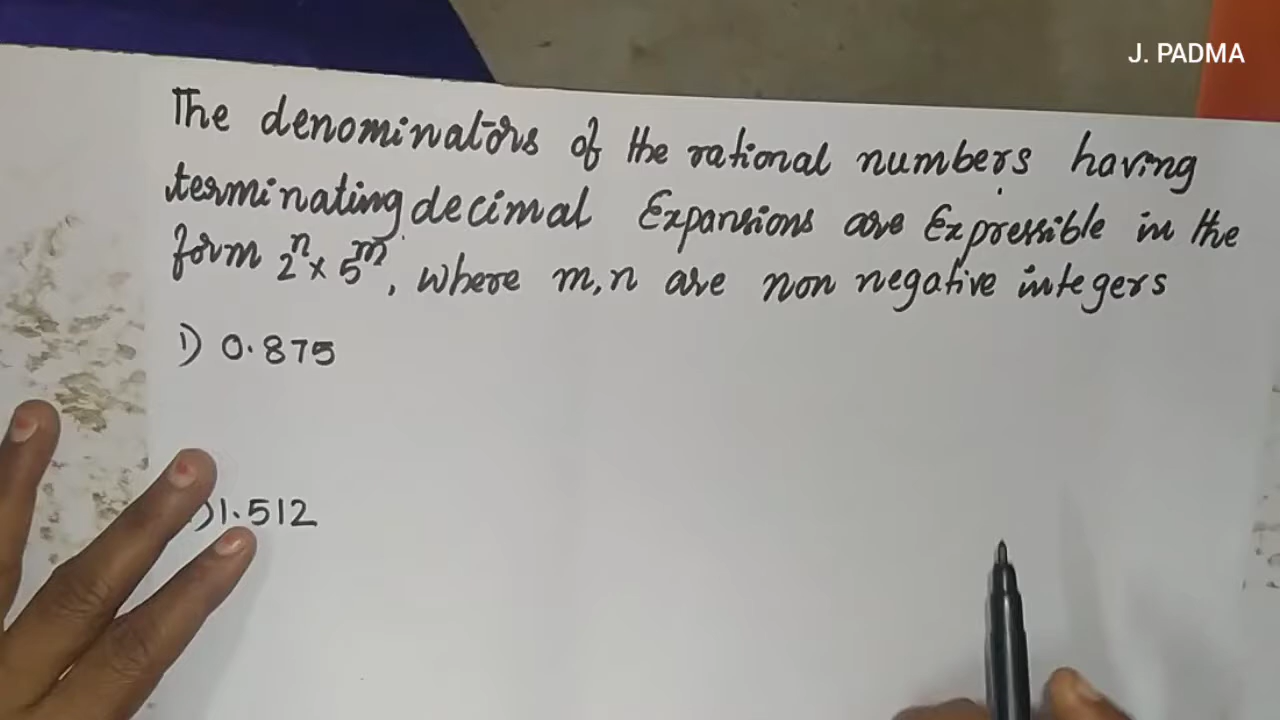 J. PADMA
The denominators of the rational numbers having
terminating decimal Expansions are Expressible in the
form 2ⁿ × 5ᵐ, where m,n are non negative integers
1) 0.875
)1.512